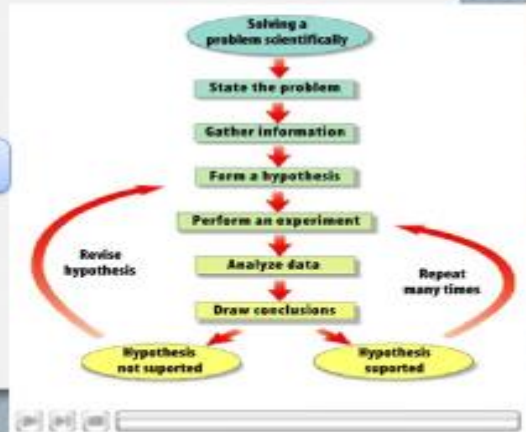 Solving a
problem scientifically
State the problem
Gather information
Form a hypothesis
Perform an experiment
Revise
hypothesis
Analyze data
Repeat
many times
Draw conclusions
Hypothesis
not suported
Hypothesis
suported